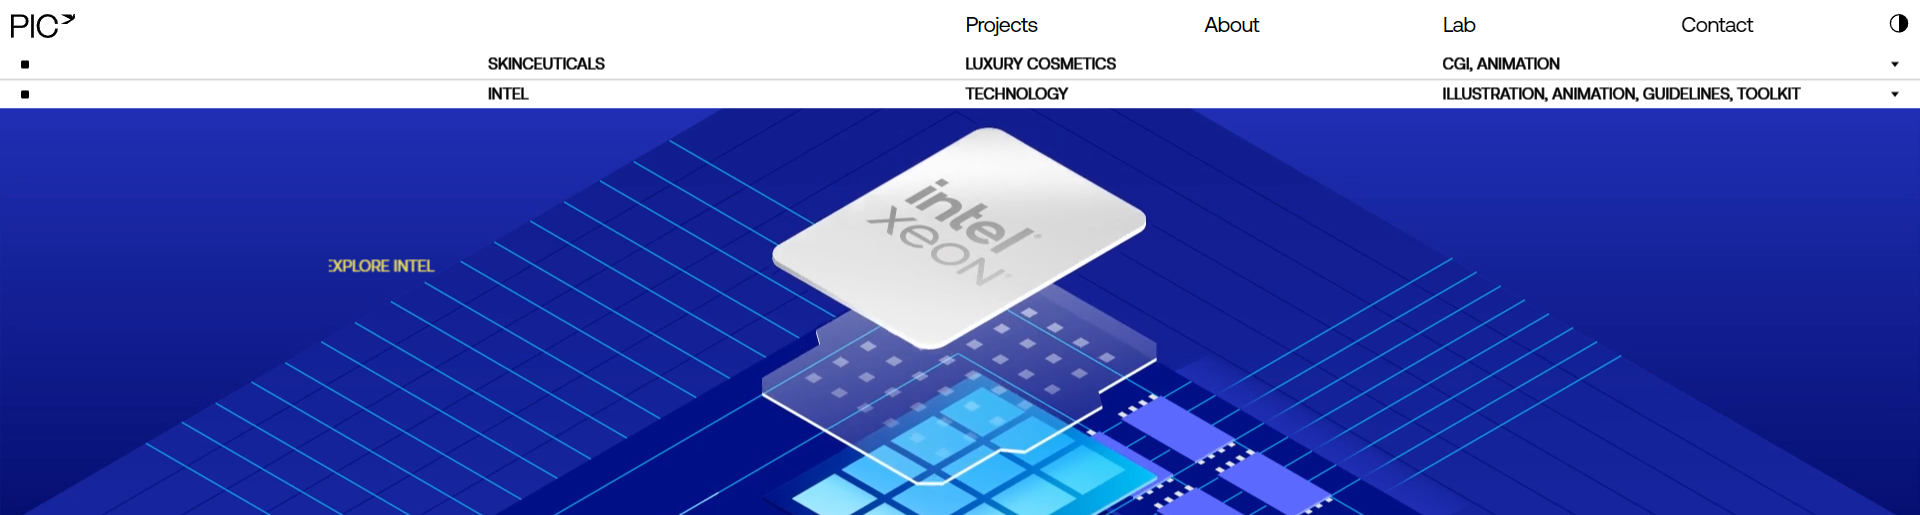 PIC
Projects About Lab Contact
SKINCEUTICALS LUXURY COSMETICS CGI, ANIMATION
INTEL TECHNOLOGY ILLUSTRATION, ANIMATION, GUIDELINES, TOOLKIT
intel
xeon
EXPLORE INTEL